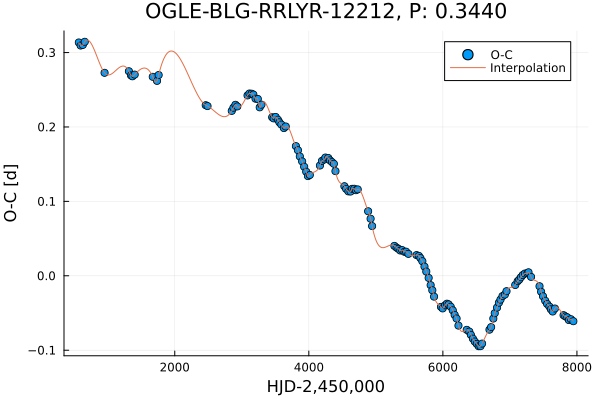 OGLE-BLG-RRLYR-12212, P: 0.3440
O-C
Interpolation
0.3
0.2
0.1
0.0
−0.1
O-C [d]
2000
4000
6000
8000
HJD-2,450,000